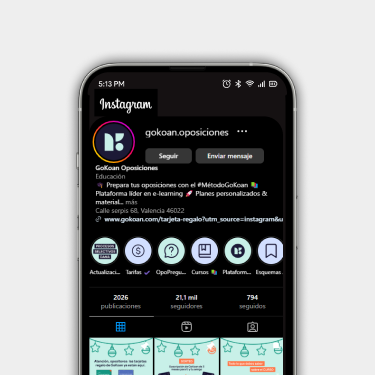 5:13 PM
Instagram
gokoan.oposiciones
Seguir
Enviar mensaje
GoKoan Oposiciones
Educación
Prepara tus oposiciones con el #MétodoGoKoan
Plataforma líder en e-learning 🚀 Planes personalizados &
material... más
Calle serpis 68, Valencia 46022
www.gokoan.com/tarjeta-regalo?utm_source=instagram&u
Actualizaci...
Tarifas
OpoPregu...
Cursos
Plataform...
Esquemas
2026
publicaciones
21,1 mil
seguidores
794
seguidos